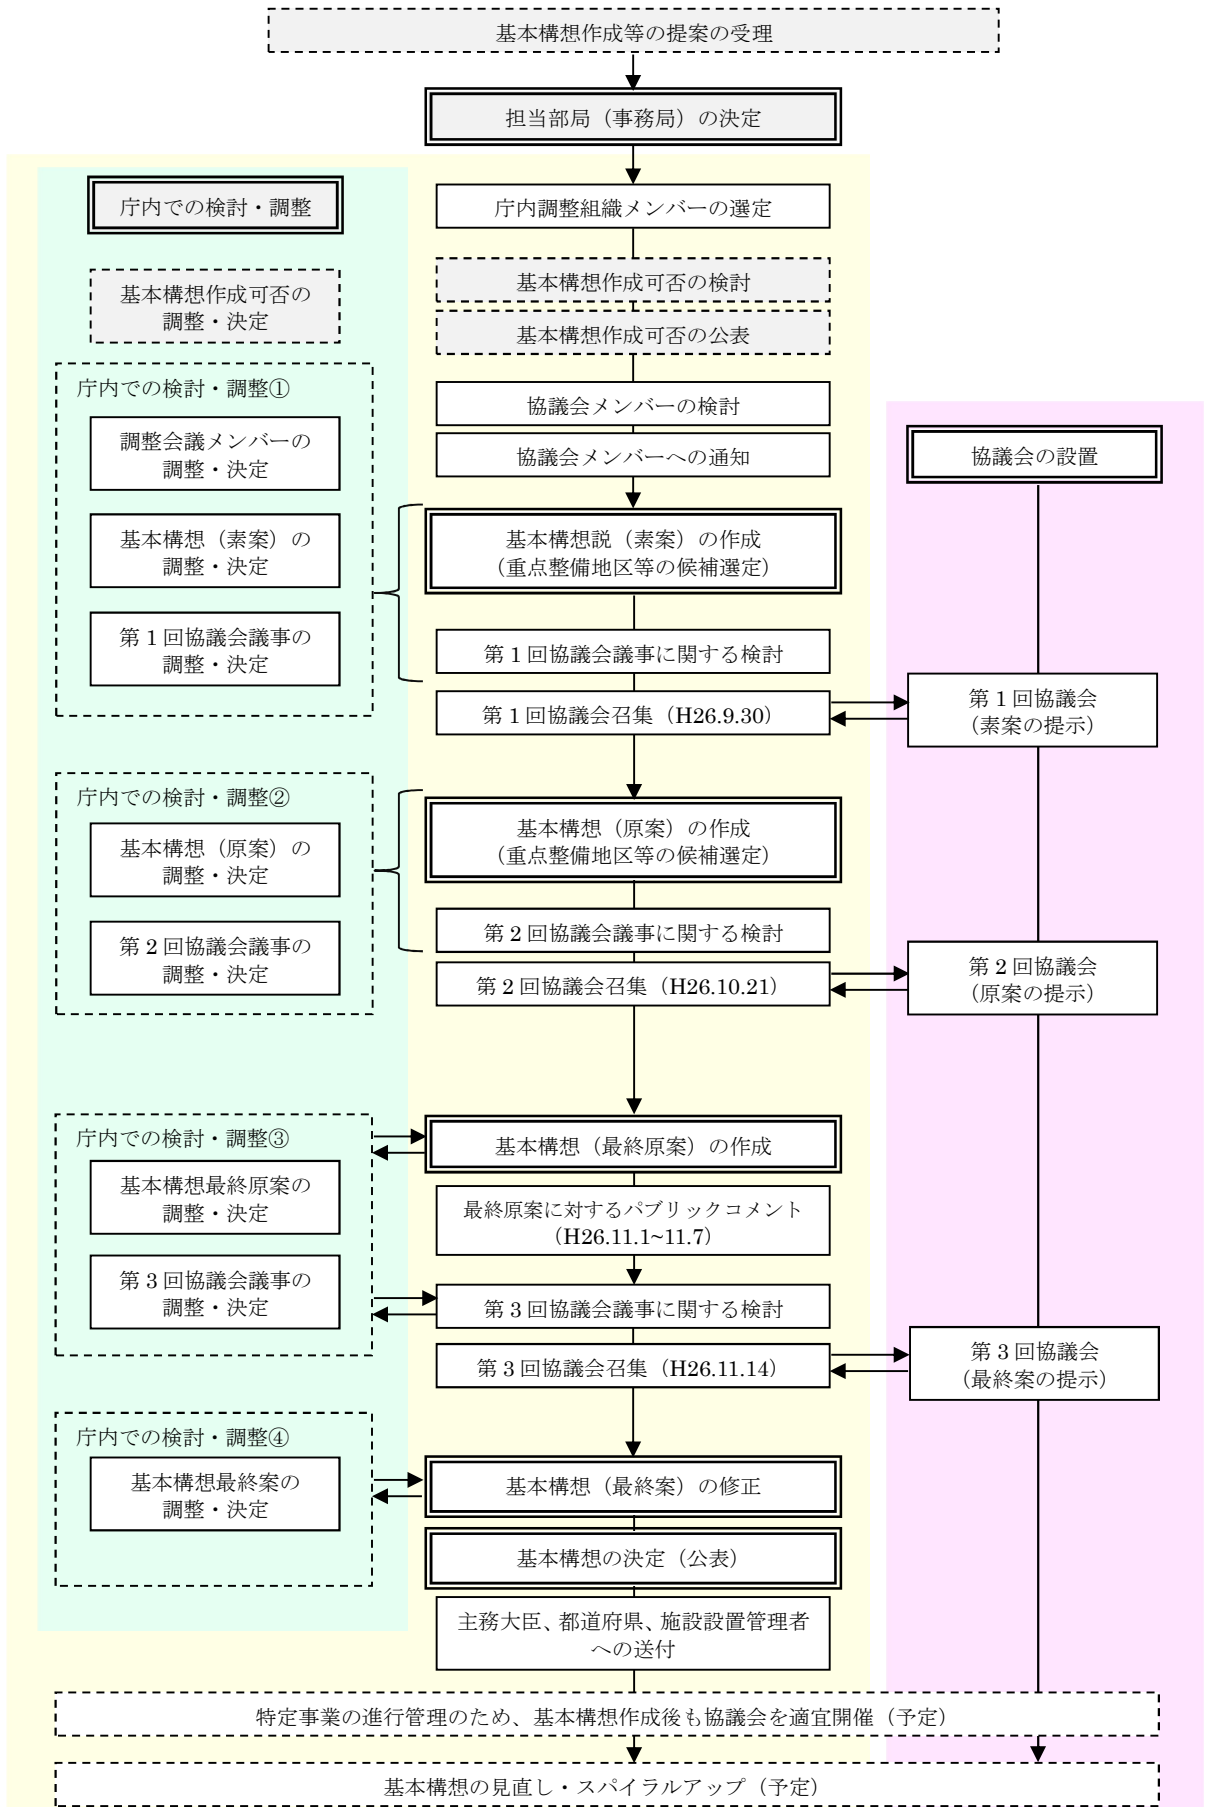 基本構想作成等の提案の受理
担当部局（事務局）の決定
庁内での検討・調整
庁内調整組織メンバーの選定
基本構想作成可否の検討
基本構想作成可否の
調整・決定
基本構想作成可否の公表
庁内での検討・調整①
協議会メンバーの検討
調整会議メンバーの
調整・決定
協議会メンバーへの通知
協議会の設置
基本構想（素案）の
調整・決定
基本構想説（素案）の作成
（重点整備地区等の候補選定）
第１回協議会議事の
調整・決定
第１回協議会議事に関する検討
第１回協議会召集（H26.9.30）
第１回協議会
（素案の提示）
庁内での検討・調整②
基本構想（原案）の
調整・決定
基本構想（原案）の作成
（重点整備地区等の候補選定）
第２回協議会議事の
調整・決定
第２回協議会議事に関する検討
第２回協議会召集（H26.10.21）
第２回協議会
（原案の提示）
庁内での検討・調整③
基本構想（最終原案）の作成
基本構想最終原案の
調整・決定
最終原案に対するパブリックコメント
（H26.11.1~11.7）
第３回協議会議事の
調整・決定
第３回協議会議事に関する検討
第３回協議会召集（H26.11.14）
第３回協議会
（最終案の提示）
庁内での検討・調整④
基本構想最終案の
調整・決定
基本構想（最終案）の修正
基本構想の決定（公表）
主務大臣、都道府県、施設設置管理者
への送付
特定事業の進行管理のため、基本構想作成後も協議会を適宜開催（予定）
基本構想の見直し・スパイラルアップ（予定）